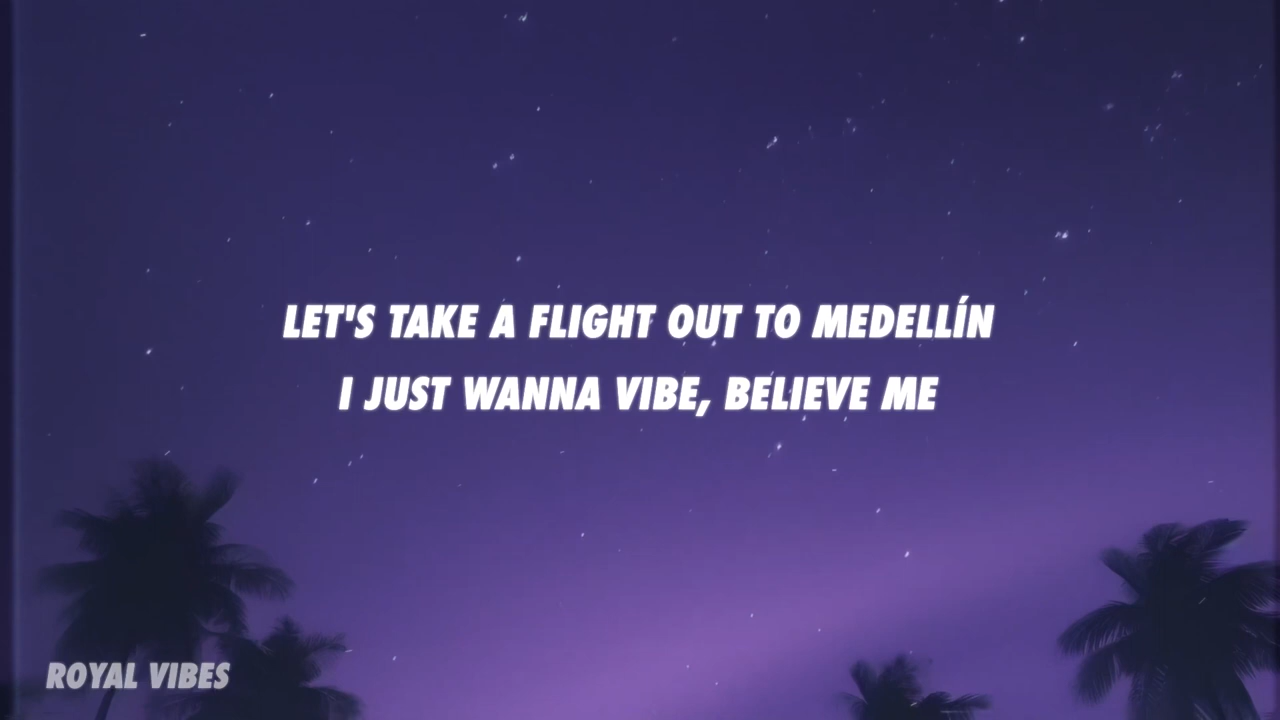 LET'S TAKE A FLIGHT OUT TO MEDELLÍN
I JUST WANNA VIBE, BELIEVE ME
ROYAL VIBES